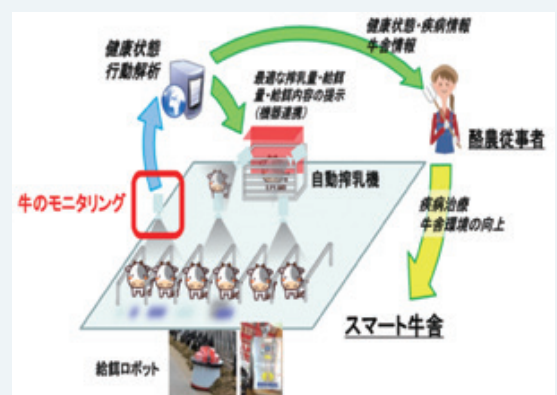 健康状態
行動解析
健康状態・疾病情報
牛舎情報
最適な搾乳量・給餌
量・給餌内容の提示
(機器連携)
酪農従事者
自動搾乳機
牛のモニタリング
疾病治療
牛舎環境の向上
スマート牛舎
給餌ロボット